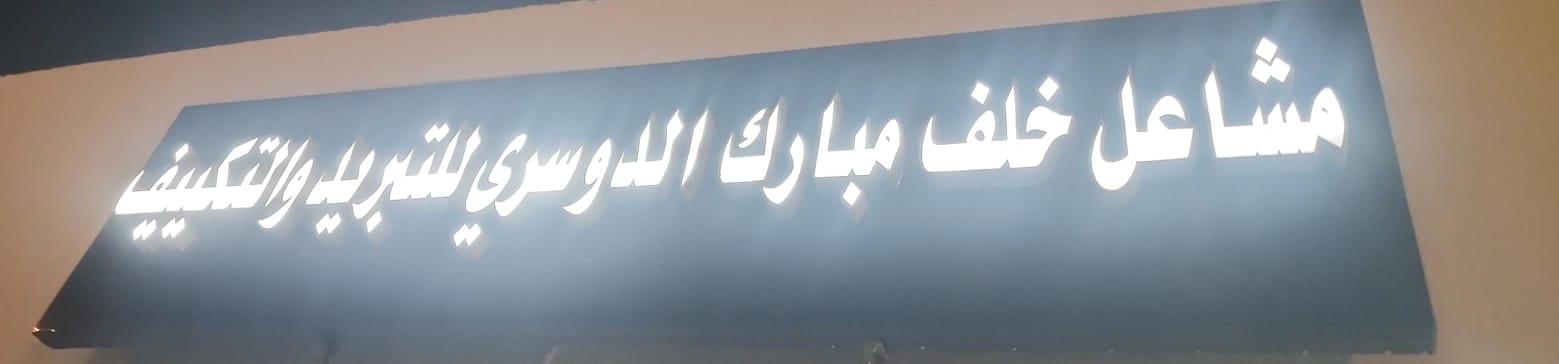 مشاعل خلف مبارك الدوسري للتبريد والتكييف